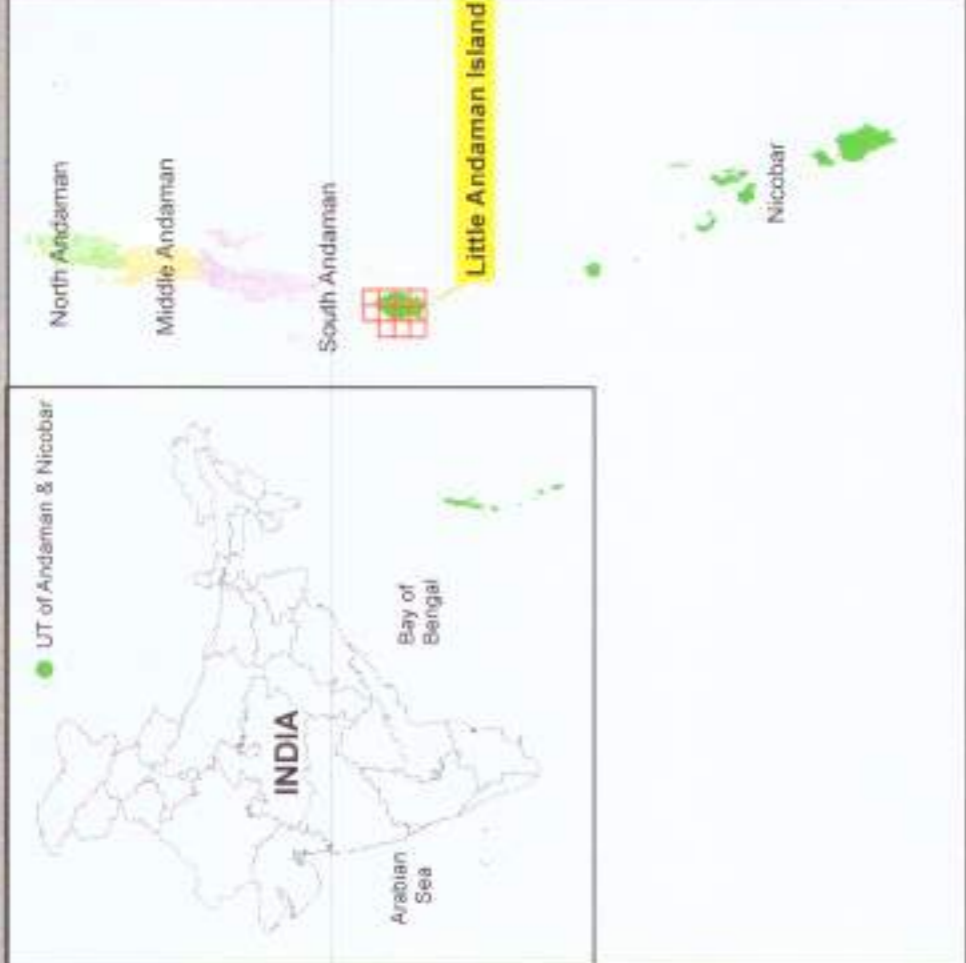 UT of Andaman & Nicobar
INDIA
Arabian
Sea
Bay of
Bengal
North Andaman
Middle Andaman
South Andaman
Little Andaman Island
Nicobar